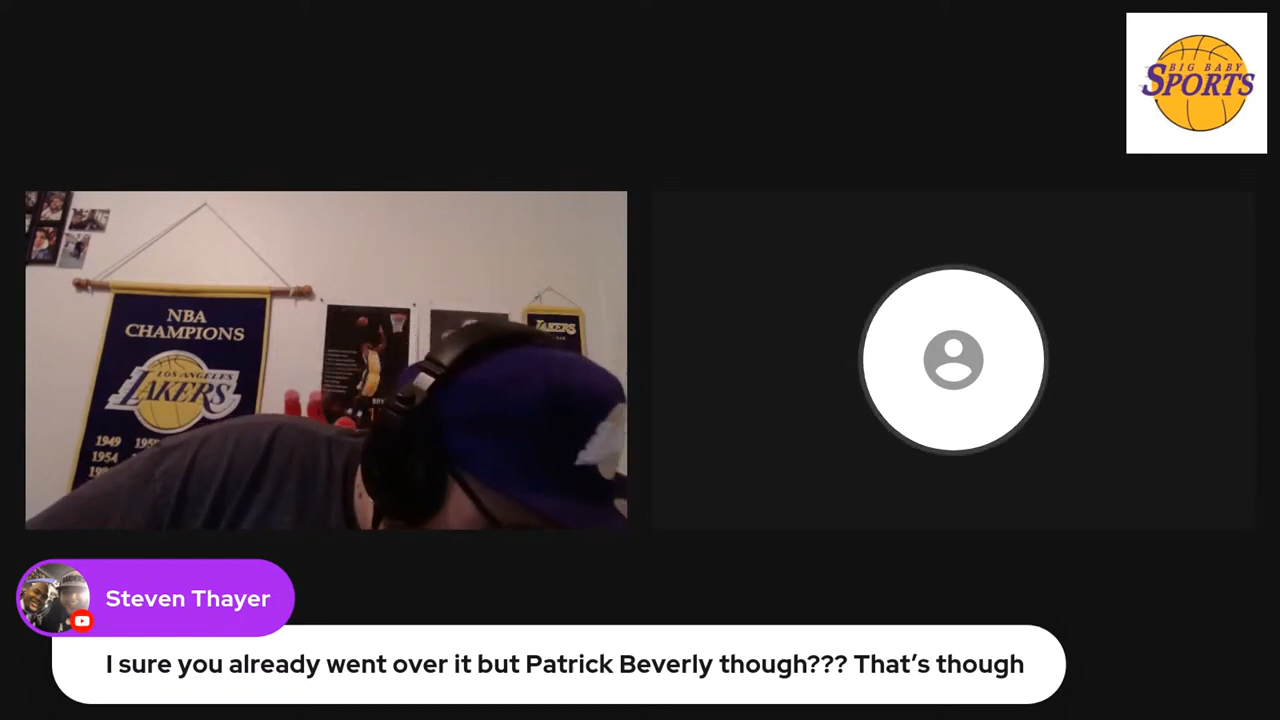 BIG BABY
SPORTS
NBA
CHAMPIONS
LOS ANGELES
LAKERS
1949
1954
LAKERS
Steven Thayer
I sure you already went over it but Patrick Beverly though??? That's though